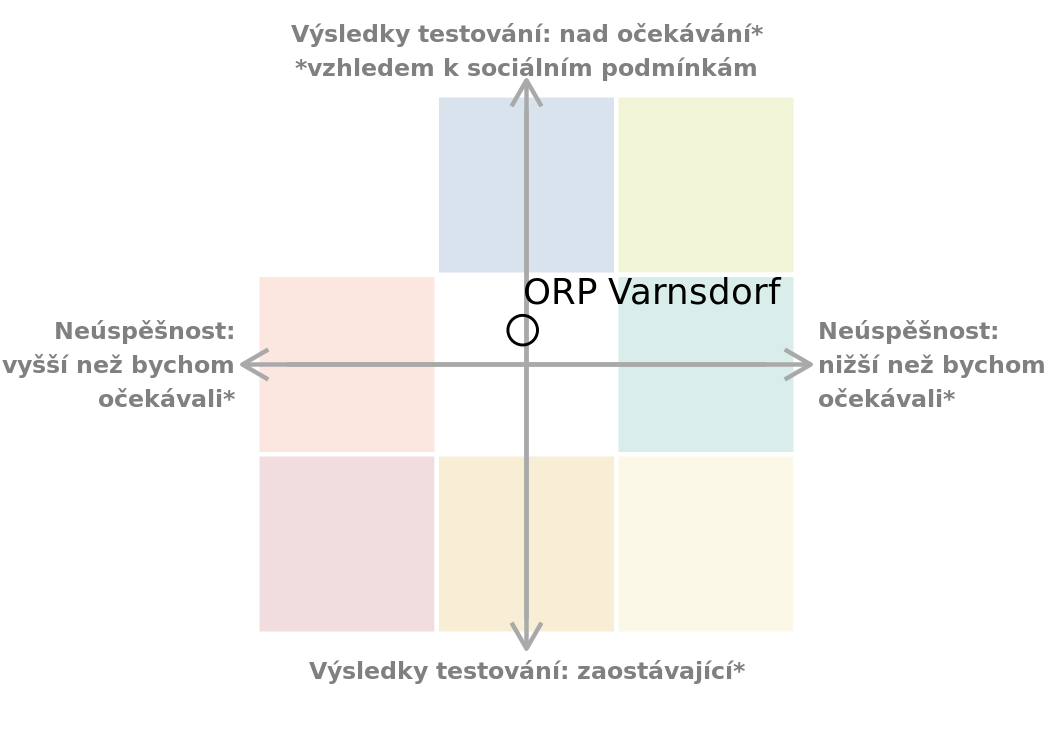 Výsledky testování: nad očekávání*
*vzhledem k sociálním podmínkám
ORP Varnsdorf
Neúspěšnost:
vyšší než bychom
očekávali*
Neúspěšnost:
nižší než bychom
očekávali*
Výsledky testování: zaostávající*